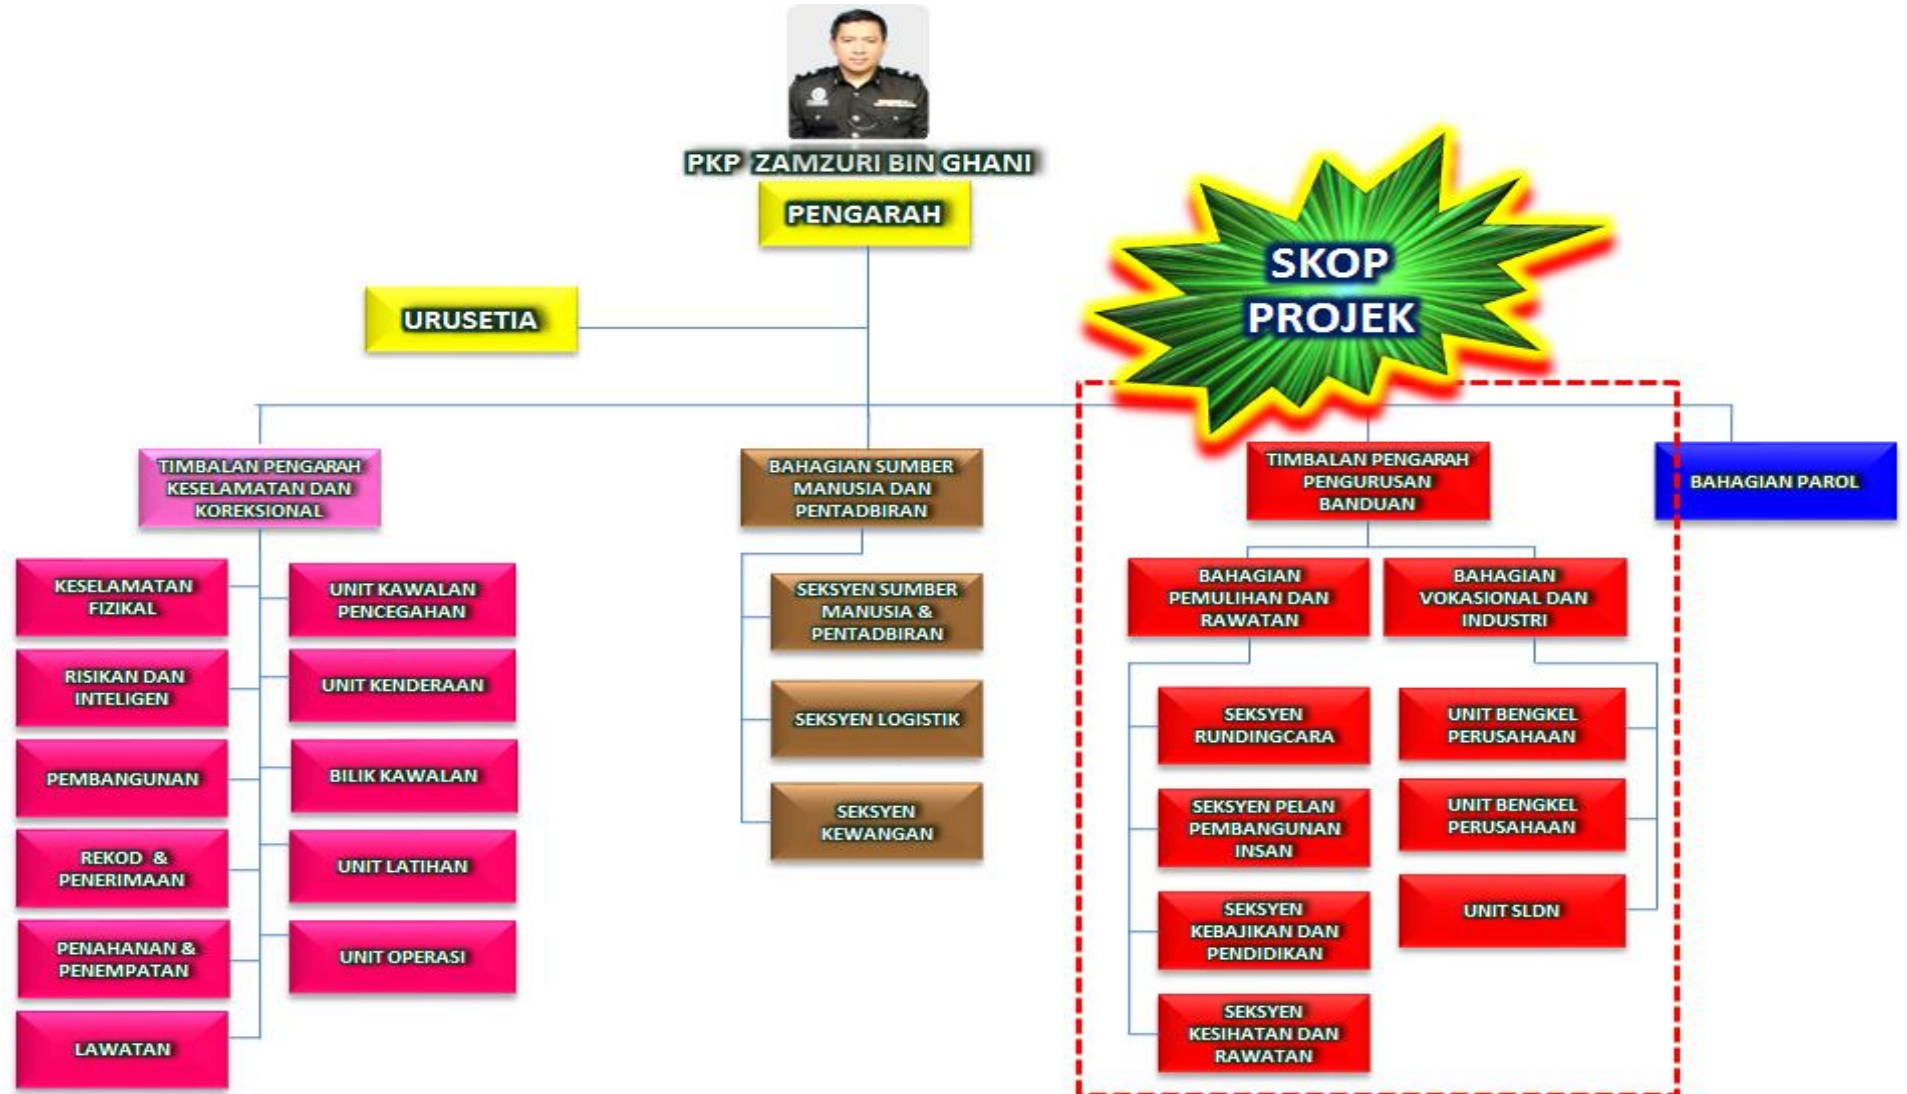 PKP ZAMZURI BIN GHANI
PENGARAH
SKOP
PROJEK
URUSETIA
TIMBALAN PENGARAH
KESELAMATAN DAN
KOREKSIONAL
BAHAGIAN SUMBER
MANUSIA DAN
PENTADBIRAN
TIMBALAN PENGARAH
PENGURUSAN
BANDUAN
BAHAGIAN PAROL
KESELAMATAN
FIZIKAL
RISIKAN DAN
INTELIGEN
PEMBANGUNAN
REKOD &
PENERIMAAN
PENAHANAN &
PENEMPATAN
LAWATAN
UNIT KAWALAN
PENCEGAHAN
UNIT KENDERAAN
BILIK KAWALAN
UNIT LATIHAN
UNIT OPERASI
SEKSYEN SUMBER
MANUSIA &
PENTADBIRAN
SEKSYEN LOGISTIK
SEKSYEN
KEWANGAN
BAHAGIAN
PEMULIHAN DAN
RAWATAN
SEKSYEN
RUNDINGCARA
SEKSYEN PELAN
PEMBANGUNAN
INSAN
SEKSYEN
KEBAJIKAN DAN
PENDIDIKAN
SEKSYEN
KESIHATAN DAN
RAWATAN
BAHAGIAN
VOKASIONAL DAN
INDUSTRI
UNIT BENGKEL
PERUSAHAAN
UNIT BENGKEL
PERUSAHAAN
UNIT SLDN